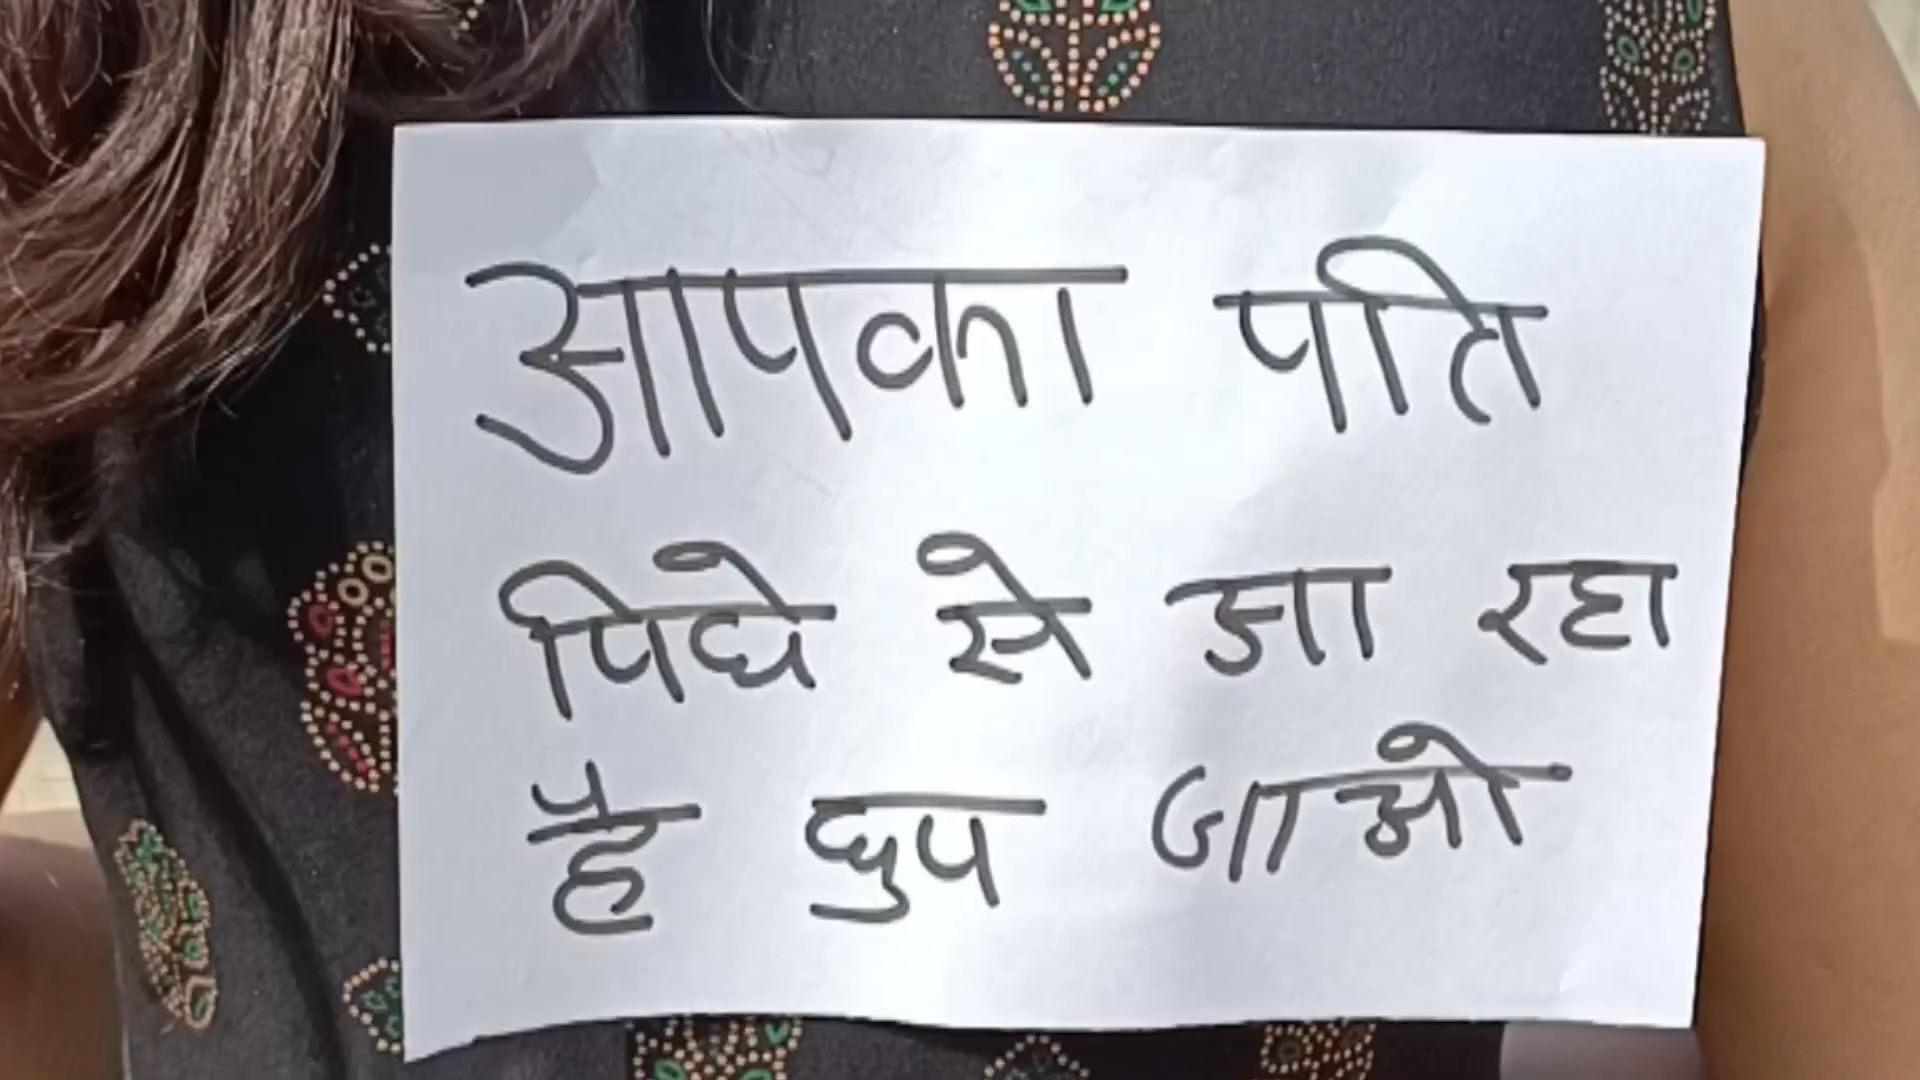 आपका पति
पिछे से आ रहा
है छुप जाओ